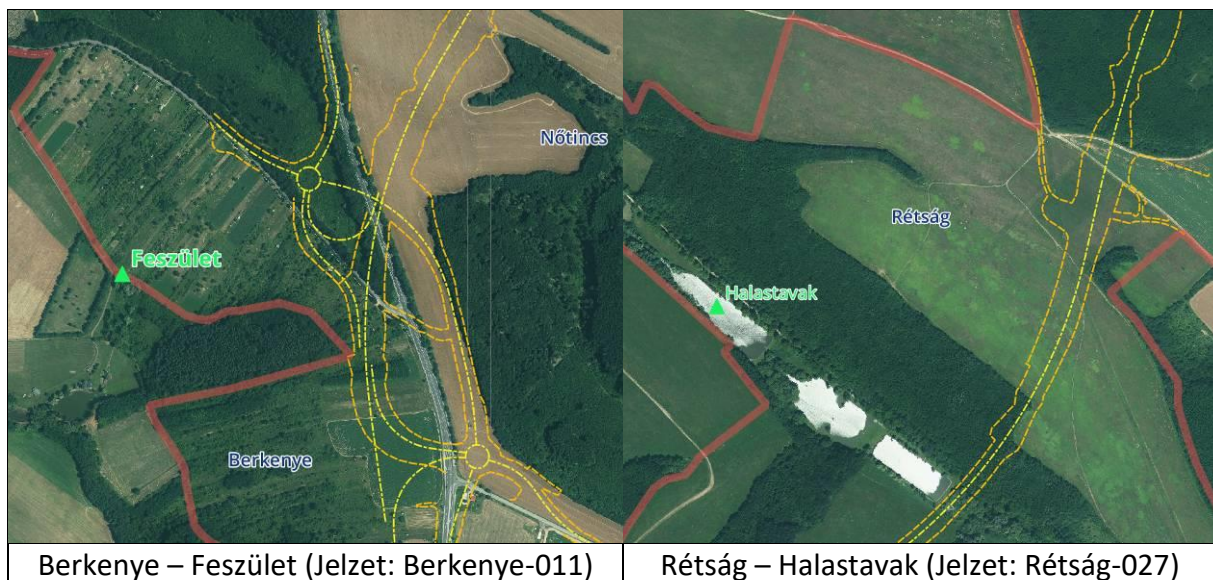 Nőtincs
Feszület
Berkenye
Rétság
Halastavak
Berkenye – Feszület (Jelzet: Berkenye-011)
Rétság – Halastavak (Jelzet: Rétság-027)